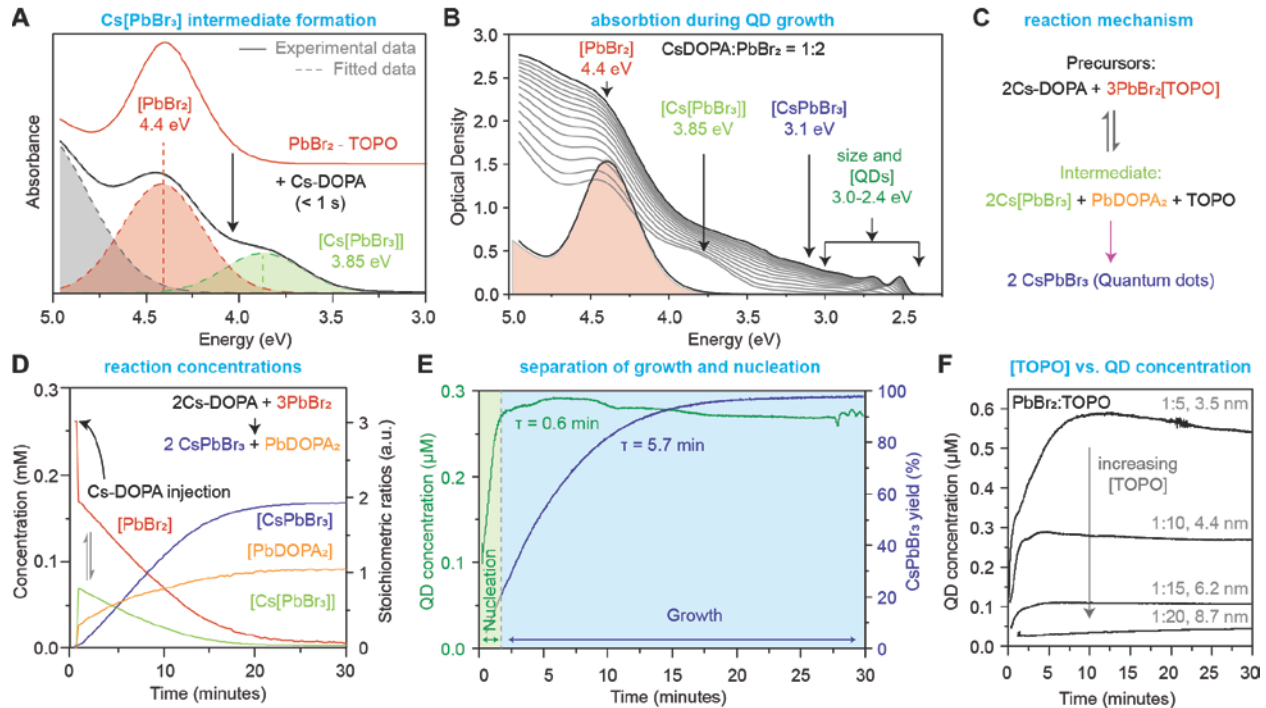 A
Cs[PbBr₃] intermediate formation
Experimental data
Fitted data
[PbBr₂]
4.4 eV
PbBr₂ - TOPO
+ Cs-DOPA
(< 1 s)
[Cs[PbBr₃]]
3.85 eV
Absorbance
5.0 4.5 4.0 3.5 3.0
Energy (eV)
B
absorbtion during QD growth
[PbBr₂]
4.4 eV
CsDOPA:PbBr₂ = 1:2
[Cs[PbBr₃]]
3.85 eV
[CsPbBr₃]
3.1 eV
size and
[QDs]
3.0-2.4 eV
Optical Density
3.0
2.5
2.0
1.5
1.0
0.5
0.0
5.0 4.5 4.0 3.5 3.0 2.5
Energy (eV)
C
reaction mechanism
Precursors:
2Cs-DOPA + 3PbBr₂[TOPO]
Intermediate:
2Cs[PbBr₃] + PbDOPA₂ + TOPO
2 CsPbBr₃ (Quantum dots)
D
reaction concentrations
2Cs-DOPA + 3PbBr₂
2 CsPbBr₃ + PbDOPA₂
Cs-DOPA injection
[PbBr₂]
[CsPbBr₃]
[PbDOPA₂]
[Cs[PbBr₃]]
Concentration (mM)
0.3
0.2
0.1
0.0
Stoichiometric ratios (a.u.)
3
2
1
0
0 10 20 30
Time (minutes)
E
separation of growth and nucleation
τ = 0.6 min
τ = 5.7 min
Nucleation
Growth
QD concentration (μM)
0.3
0.2
0.1
0.0
CsPbBr₃ yield (%)
100
80
60
40
20
0
0 5 10 15 20 25 30
Time (minutes)
F
[TOPO] vs. QD concentration
PbBr₂:TOPO
1:5, 3.5 nm
increasing
[TOPO]
1:10, 4.4 nm
1:15, 6.2 nm
1:20, 8.7 nm
QD concentration (μM)
0.6
0.5
0.4
0.3
0.2
0.1
0.0
0 5 10 15 20 25 30
Time (minutes)